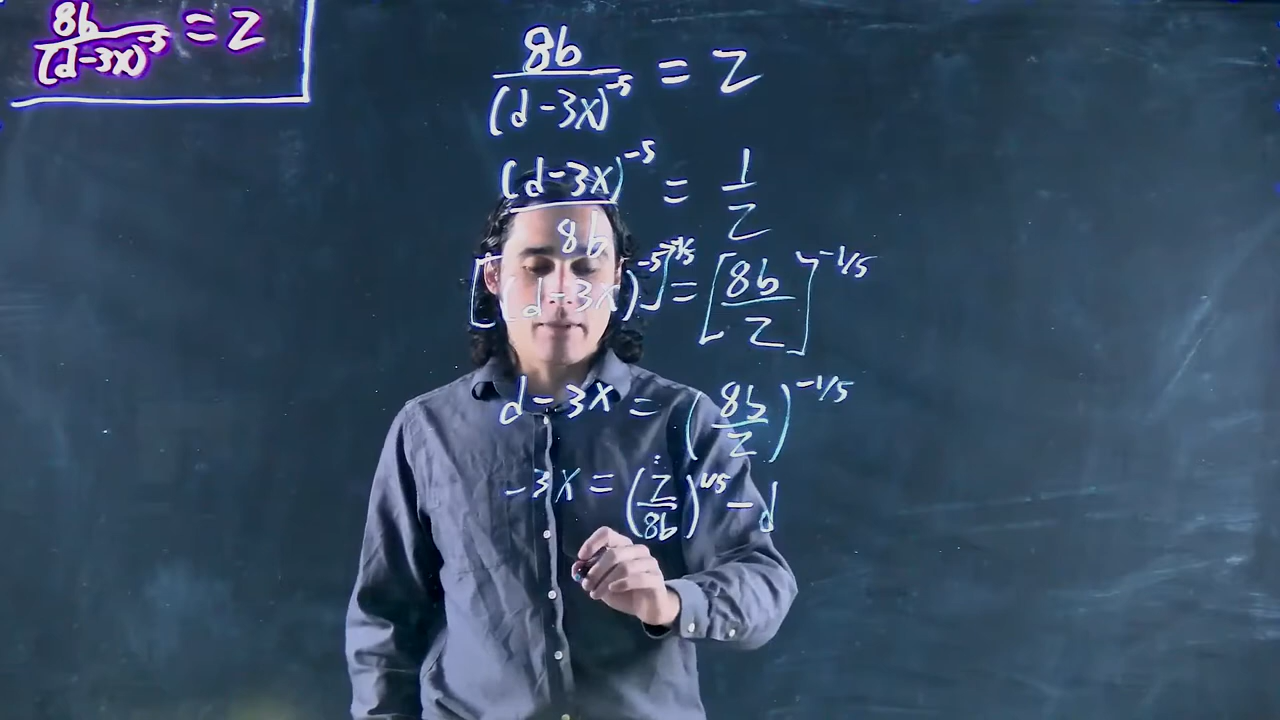 8b/(d-3x)^-5 = z
8b/(d-3x)^-5 = z
(d-3x)^-5/8b = 1/z
[(d-3x)^-5]^-1/5 = [8b/z]^-1/5
d-3x = (8b/z)^-1/5
-3x = (z/8b)^1/5 - d